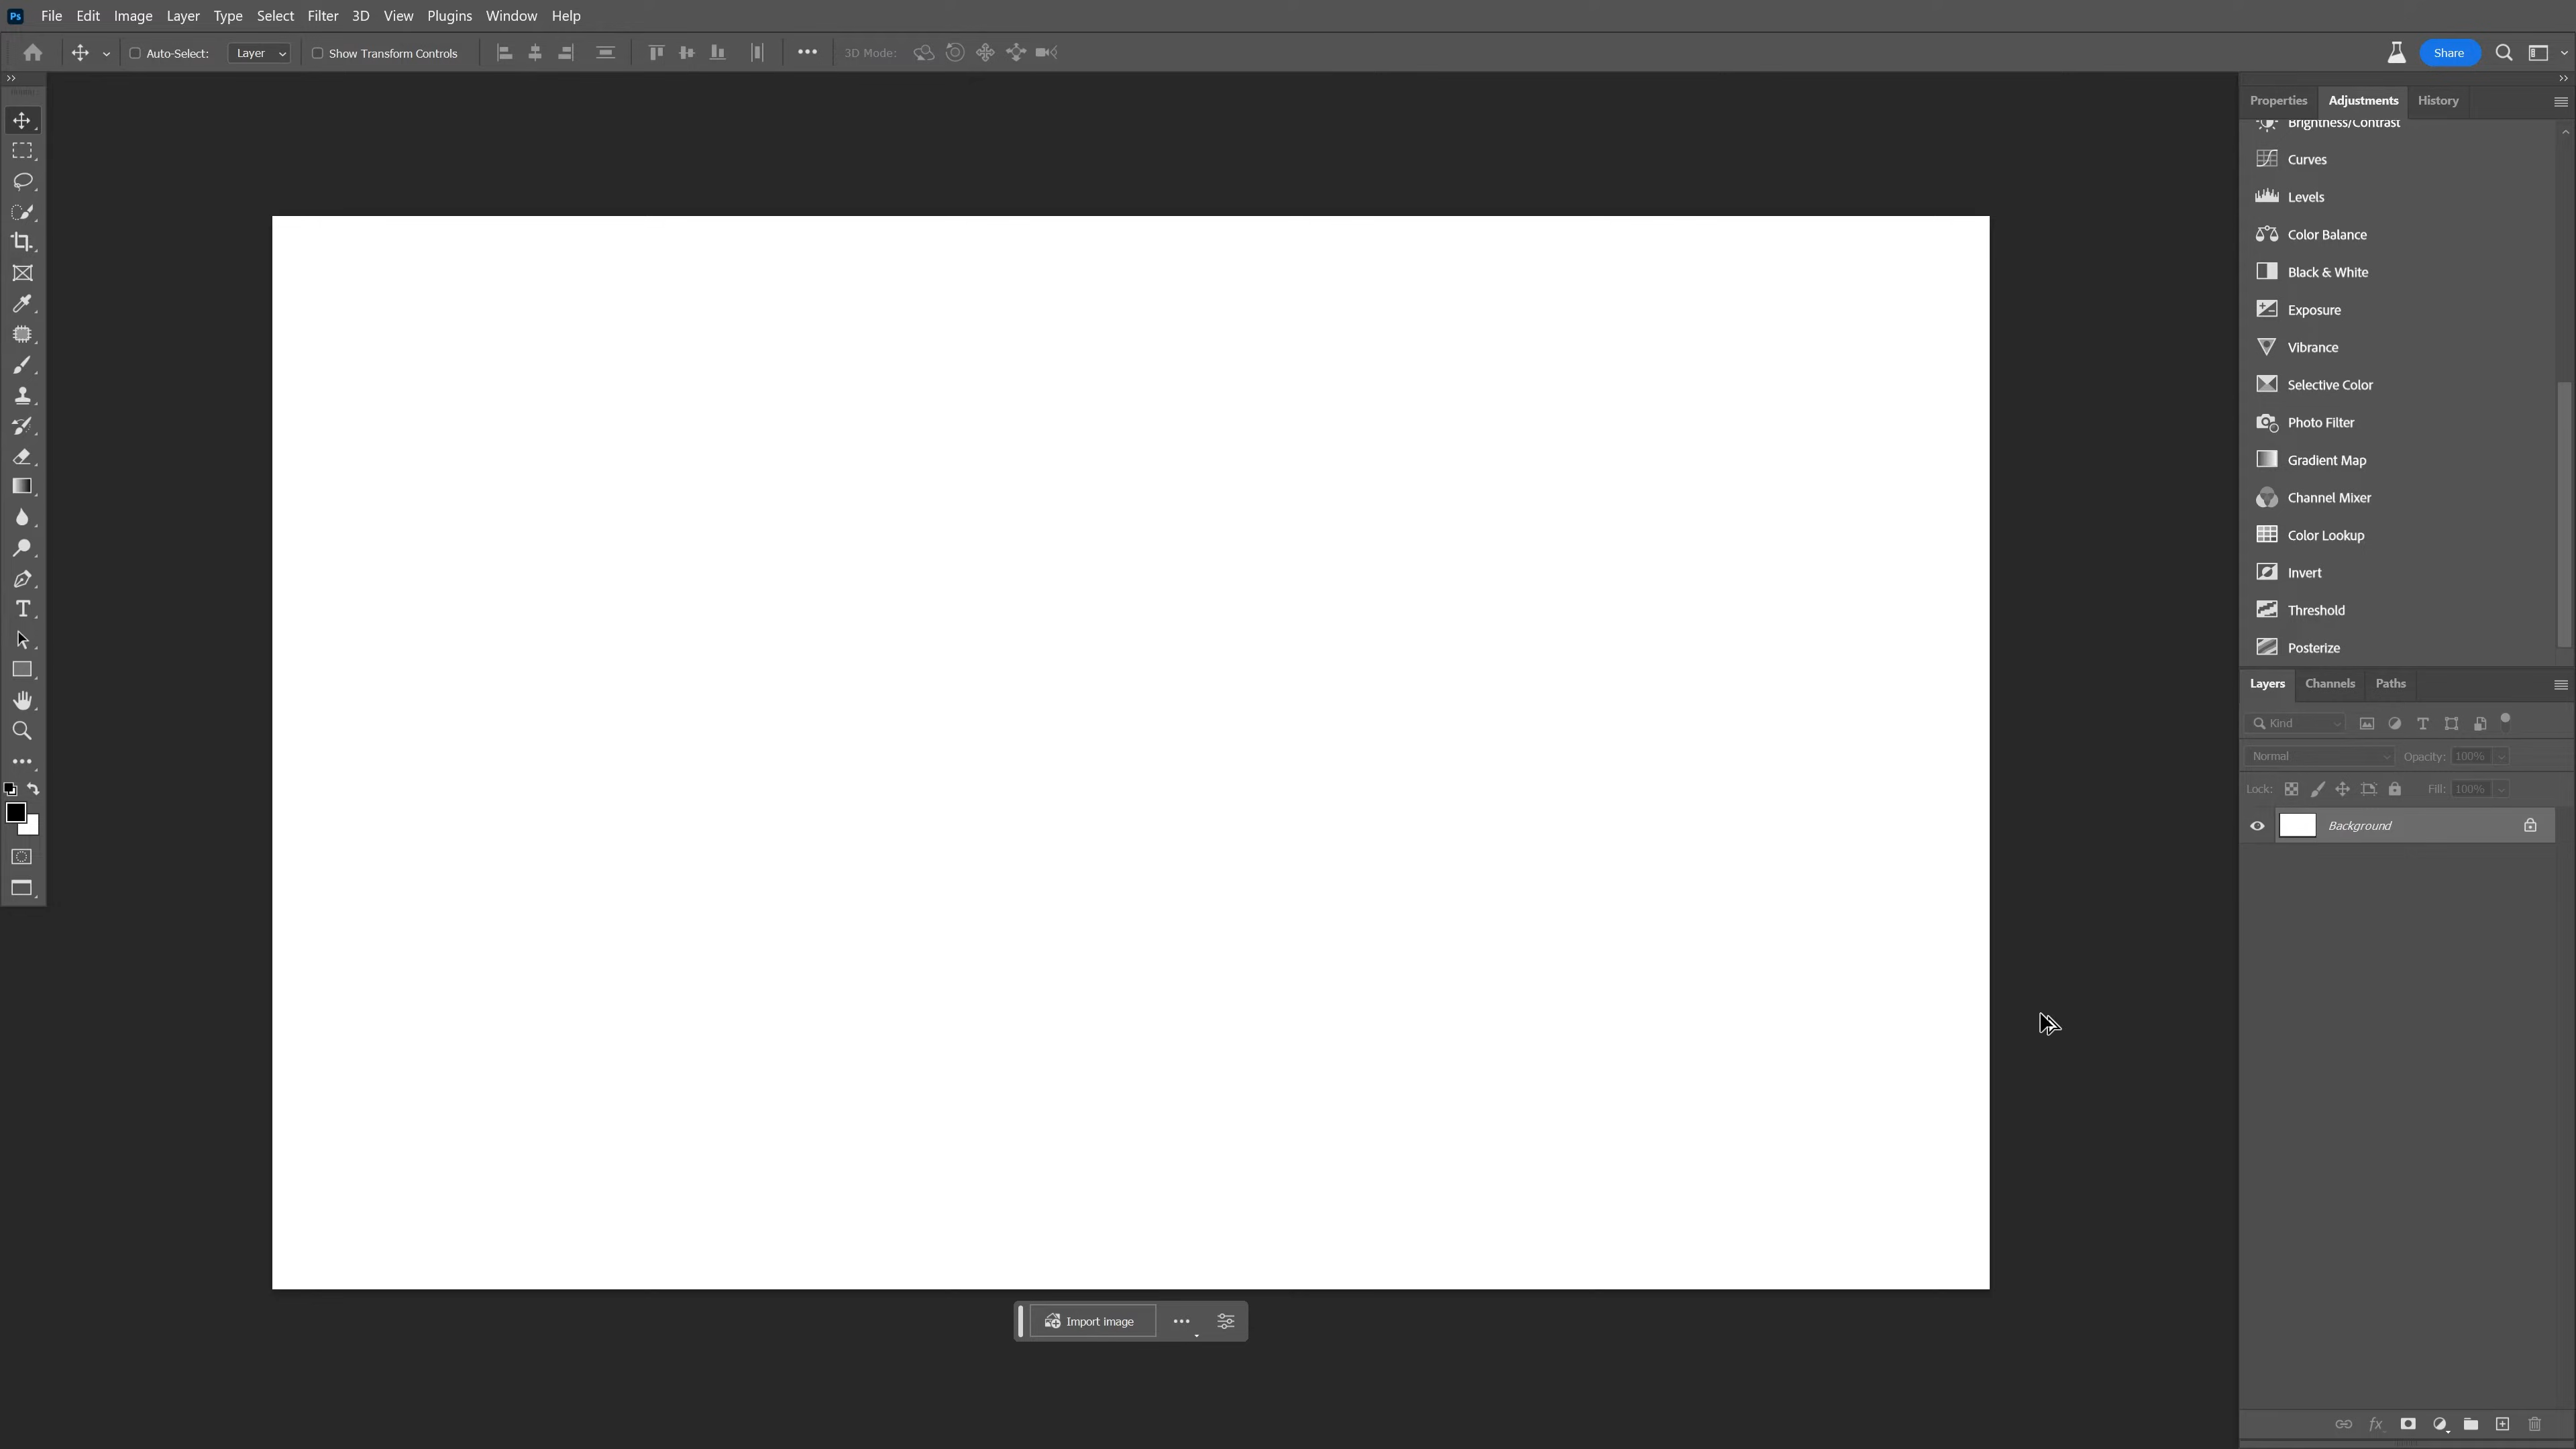 Ps File Edit Image Layer Type Select Filter 3D View Plugins Window Help
Auto-Select: Layer Show Transform Controls 3D Mode: Share
Properties Adjustments History
Brightness/Contrast
Curves
Levels
Color Balance
Black & White
Exposure
Vibrance
Selective Color
Photo Filter
Gradient Map
Channel Mixer
Color Lookup
Invert
Threshold
Posterize
Layers Channels Paths
Kind
Normal Opacity: 100%
Lock: Fill: 100%
Background
Import image
fx